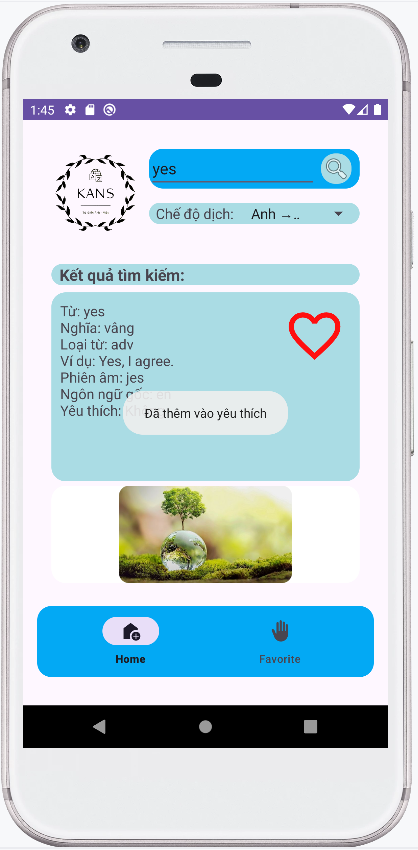 1:45
KANS
yes
Chế độ dịch: Anh →..
Kết quả tìm kiếm:
Từ: yes
Nghĩa: vâng
Loại từ: adv
Ví dụ: Yes, I agree.
Phiên âm: jes
Ngôn ngữ gốc: en
Yêu thích:
Đã thêm vào yêu thích
Home
Favorite